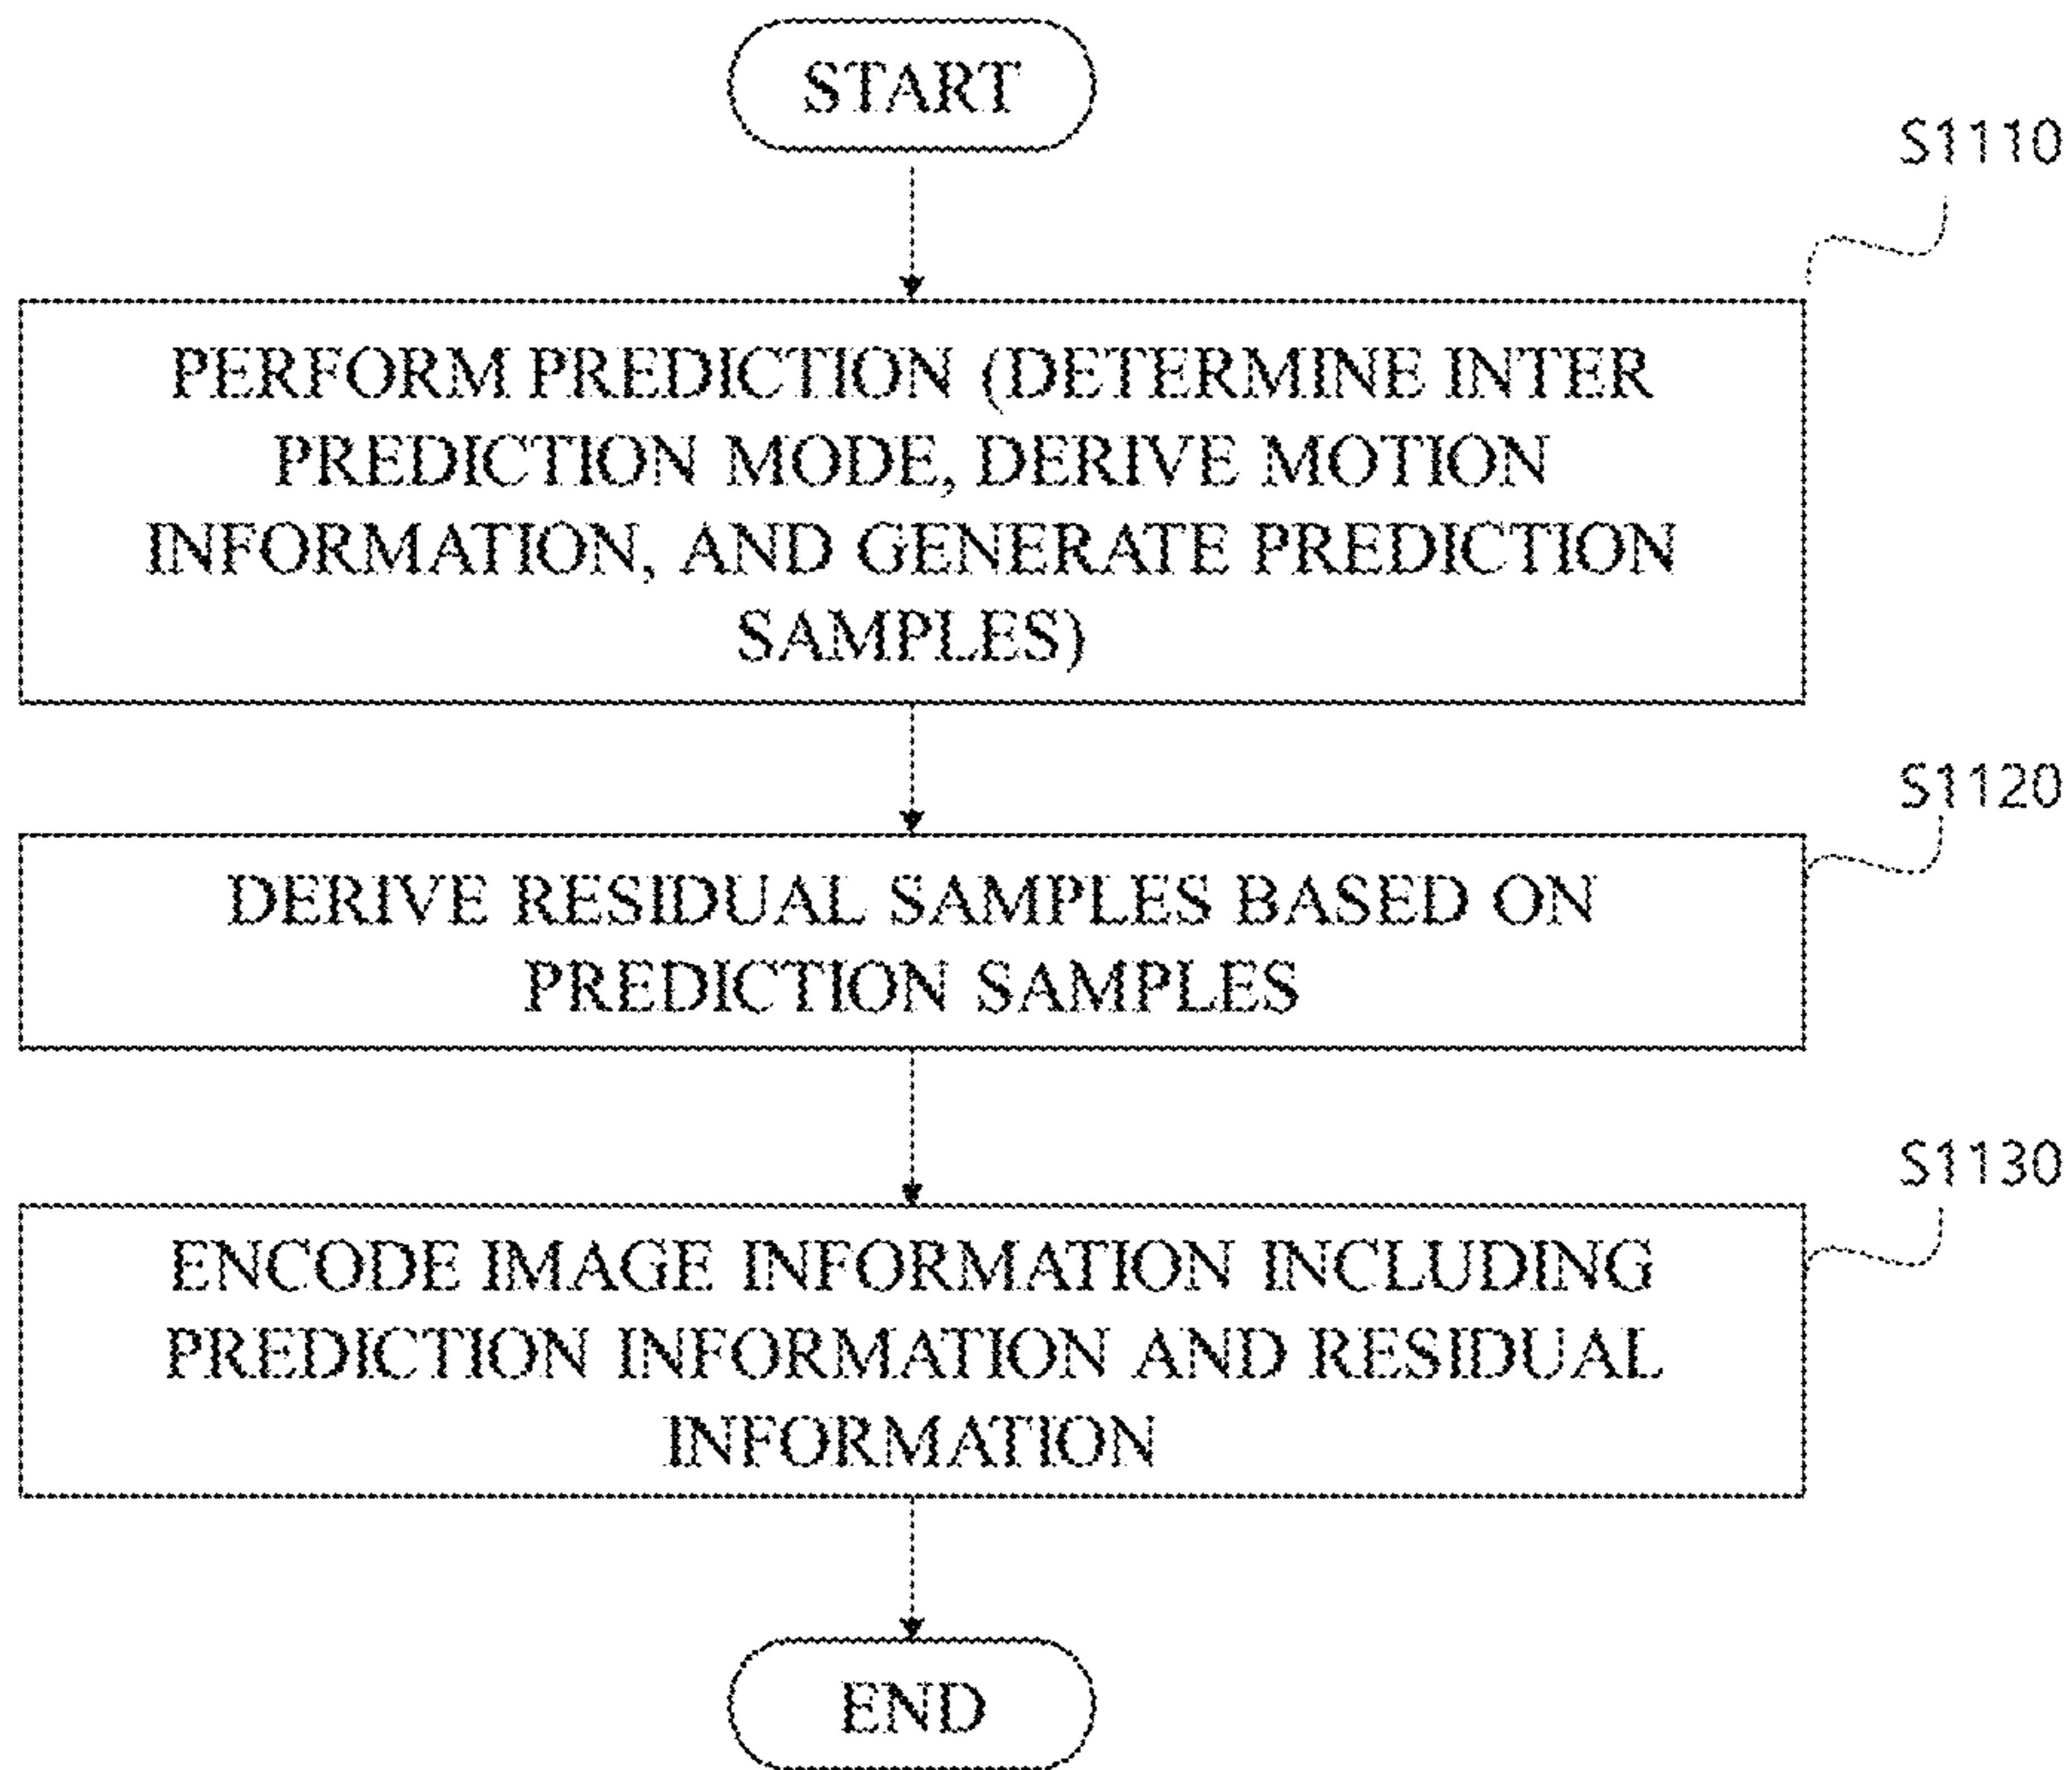 START
S1110
PERFORM PREDICTION (DETERMINE INTER
PREDICTION MODE, DERIVE MOTION
INFORMATION, AND GENERATE PREDICTION
SAMPLES)
S1120
DERIVE RESIDUAL SAMPLES BASED ON
PREDICTION SAMPLES
S1130
ENCODE IMAGE INFORMATION INCLUDING
PREDICTION INFORMATION AND RESIDUAL
INFORMATION
END